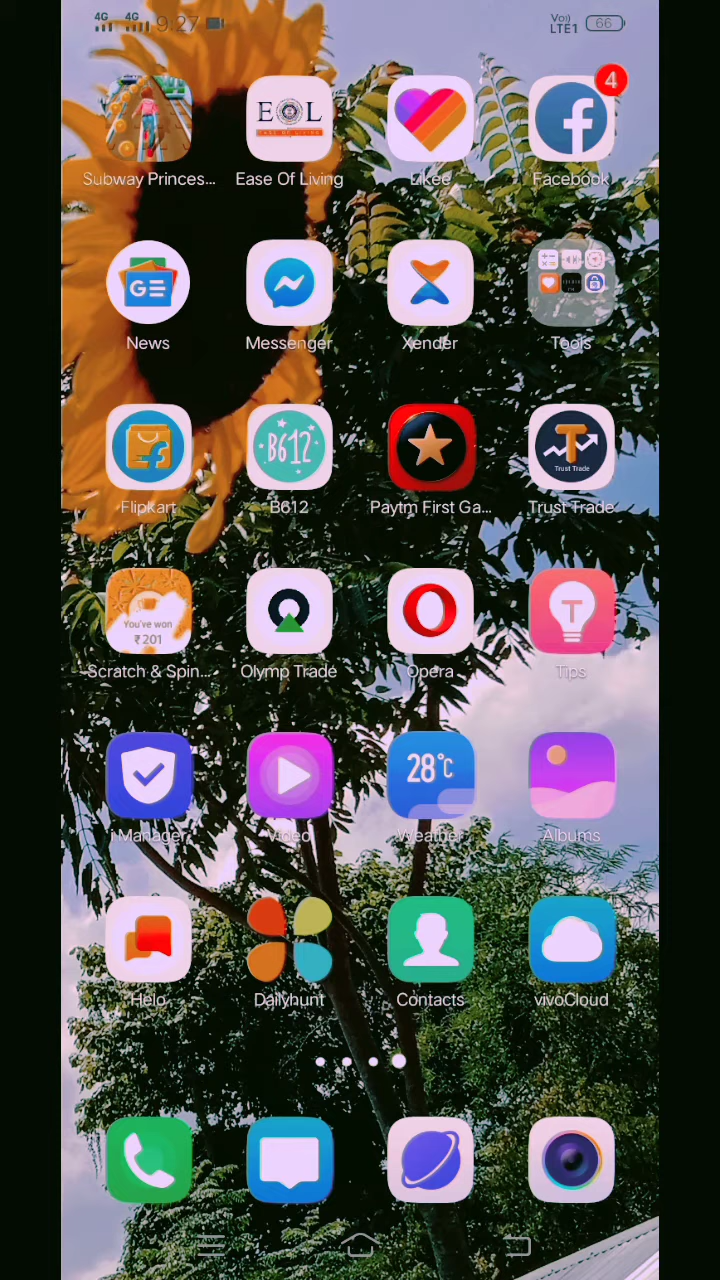 4G 4G 9:27 Vo)) LTE1 66
4
EOL
EASE OF LIVING
Subway Princes... Ease Of Living Likee Facebook
GE
News Messenger Xender Tools
B612 Trust Trade
Flipkart B612 Paytm First Ga... Trust Trade
You've won
₹201
T
Scratch & Spin... Olymp Trade Opera Tips
28°C
i Manager Video Weather Albums
Helo Dailyhunt Contacts vivoCloud